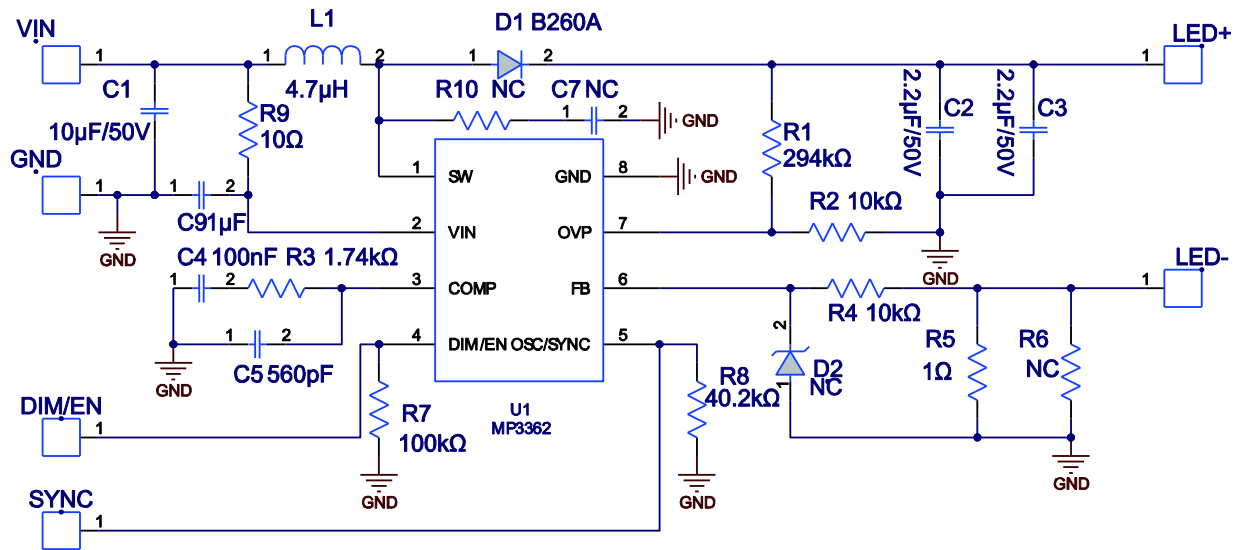 VIN
L1
D1 B260A
LED+
1
1
2
1
2
1
C1
4.7µH
R10 NC
C7 NC
2.2µF/50V
C2
2.2µF/50V
C3
10µF/50V
R9
10Ω
1
2
GND
R1
294kΩ
GND
1
1
2
1
SW
GND
8
GND
C9 1µF
R2 10kΩ
2
VIN
OVP
7
GND
C4 100nF
R3 1.74kΩ
GND
LED-
1
2
3
COMP
FB
6
1
R4 10kΩ
1
2
4
DIM/EN
OSC/SYNC
5
2
R5
1Ω
R6
NC
GND
C5 560pF
D2
NC
1
R8
40.2kΩ
DIM/EN
1
R7
100kΩ
U1
MP3362
GND
GND
GND
SYNC
1